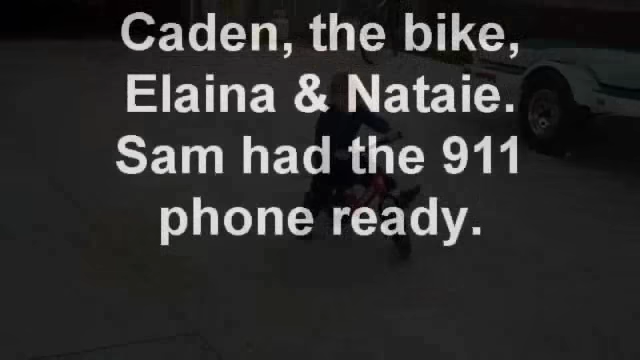 Caden, the bike,
Elaina & Nataie.
Sam had the 911
phone ready.